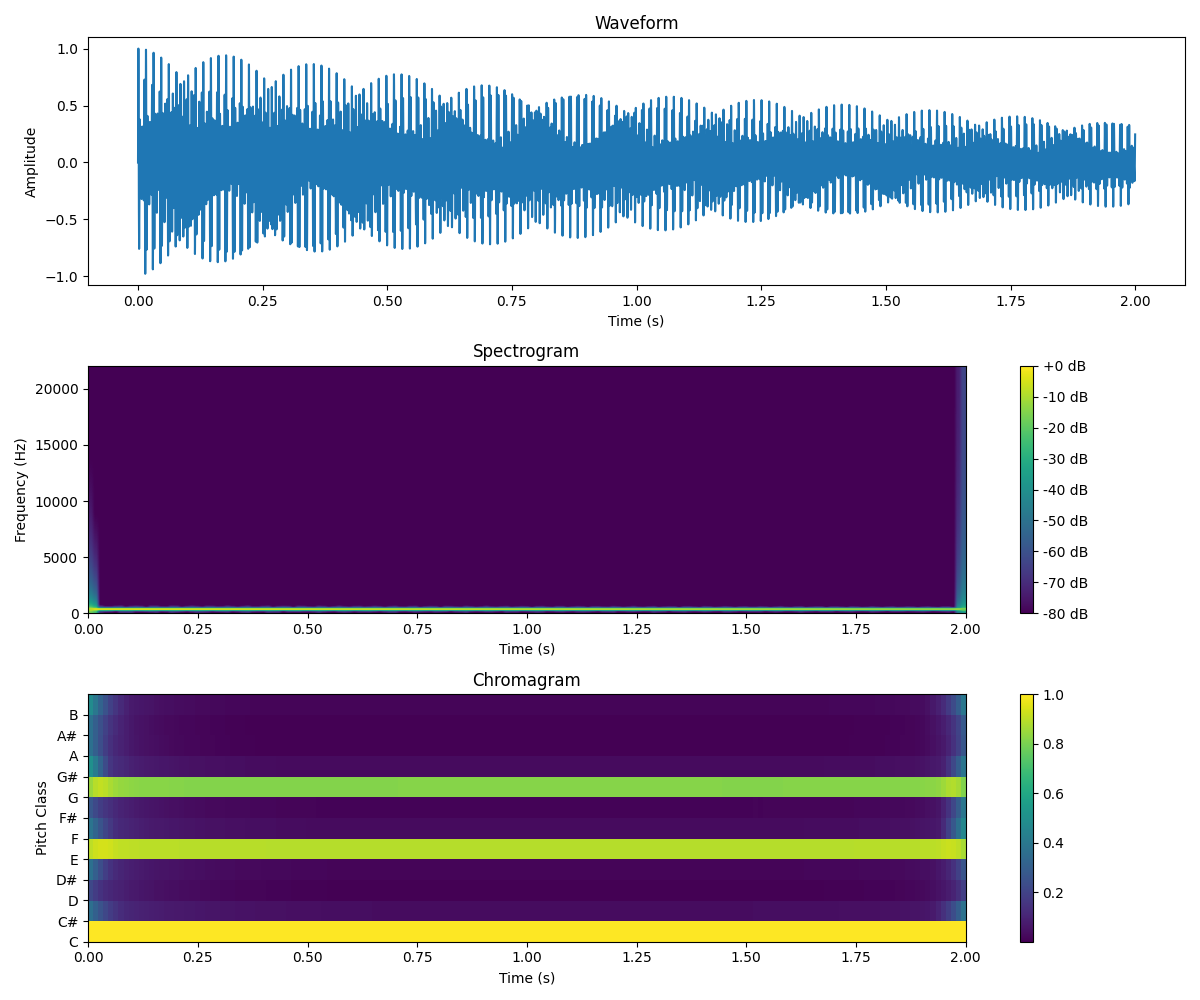 Waveform
1.0
0.5
0.0
−0.5
−1.0
Amplitude
0.00 0.25 0.50 0.75 1.00 1.25 1.50 1.75 2.00
Time (s)
Spectrogram
20000
15000
10000
5000
0
Frequency (Hz)
0.00 0.25 0.50 0.75 1.00 1.25 1.50 1.75 2.00
Time (s)
+0 dB
-10 dB
-20 dB
-30 dB
-40 dB
-50 dB
-60 dB
-70 dB
-80 dB
Chromagram
B
A#
A
G#
G
F#
F
E
D#
D
C#
C
Pitch Class
0.00 0.25 0.50 0.75 1.00 1.25 1.50 1.75 2.00
Time (s)
1.0
0.8
0.6
0.4
0.2